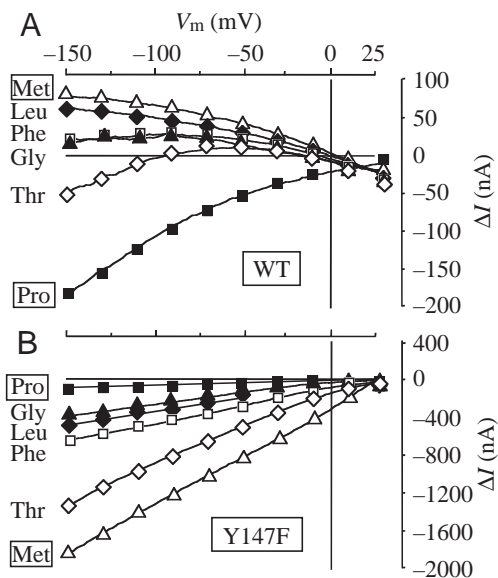 A
V_m (mV)
−150 −100 −50 0 25
Met
Leu
Phe
Gly
Thr
Pro
WT
100
50
0
−50
−100
−150
−200
ΔI (nA)
B
Pro
Gly
Leu
Phe
Thr
Met
Y147F
400
0
−400
−800
−1200
−1600
−2000
ΔI (nA)